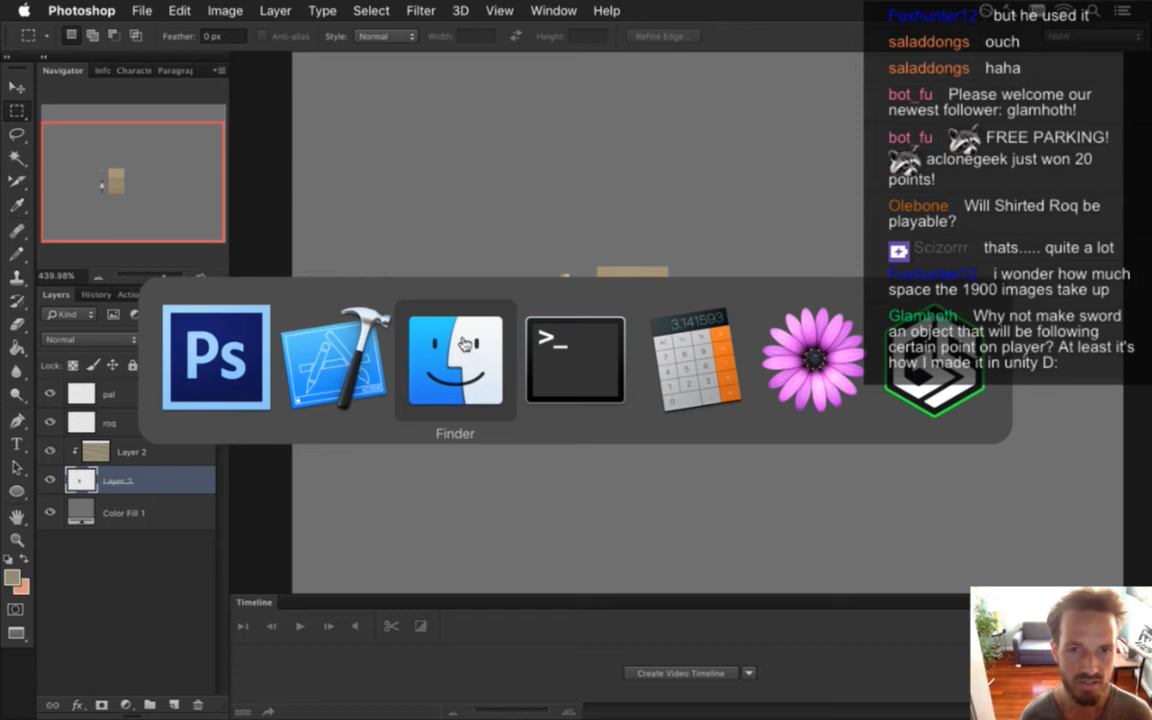 Photoshop File Edit Image Layer Type Select Filter 3D View Window Help
Feather: 0 px Anti-alias Style: Normal Width: Height: Refine Edge...
NMR
Navigator Info Characte Paragra
439.98%
Layers History Actio
Kind
Normal
Lock:
pal
roq
Layer 2
Layer 3
Color Fill 1
Ps
>_
3.141593
Finder
Timeline
Create Video Timeline
Foxhunter12 but he used it
saladdongs ouch
saladdongs haha
bot_fu Please welcome our
newest follower: glamhoth!
bot_fu FREE PARKING!
aclonegeek just won 20
points!
Olebone Will Shirted Roq be
playable?
Scizorrr thats..... quite a lot
Foxhunter12 i wonder how much
space the 1900 images take up
Glamhoth Why not make sword
an object that will be following
certain point on player? At least it's
how I made it in unity D: